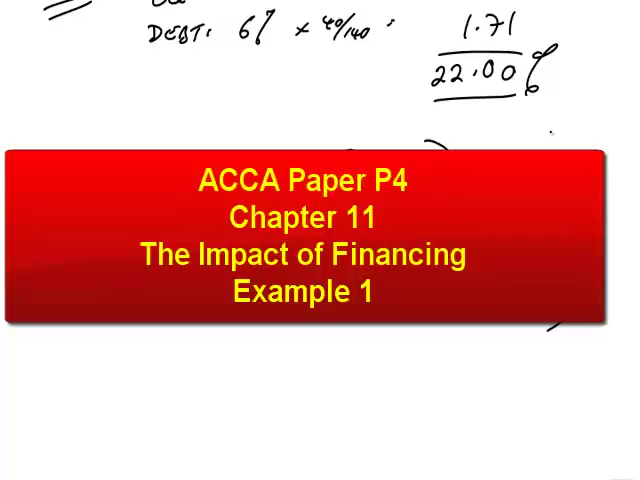 DEBT: 6% × 40/140 = 1.71
22.00%
ACCA Paper P4
Chapter 11
The Impact of Financing
Example 1